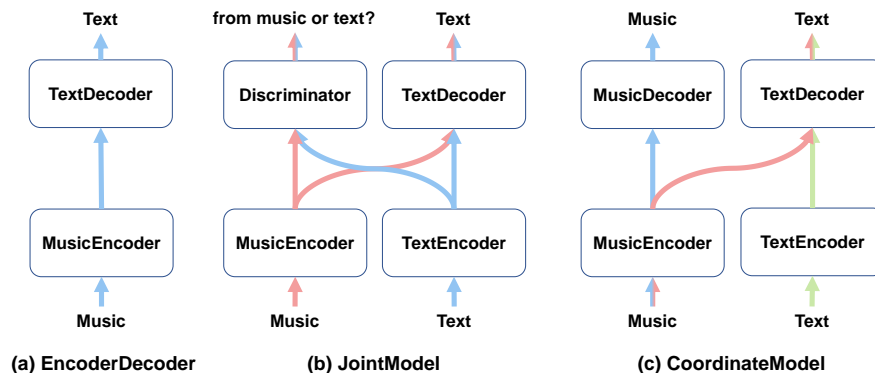 Text
from music or text?
Text
Music
Text
TextDecoder
Discriminator
TextDecoder
MusicDecoder
TextDecoder
MusicEncoder
MusicEncoder
TextEncoder
MusicEncoder
TextEncoder
Music
Music
Text
Music
Text
(a) EncoderDecoder
(b) JointModel
(c) CoordinateModel